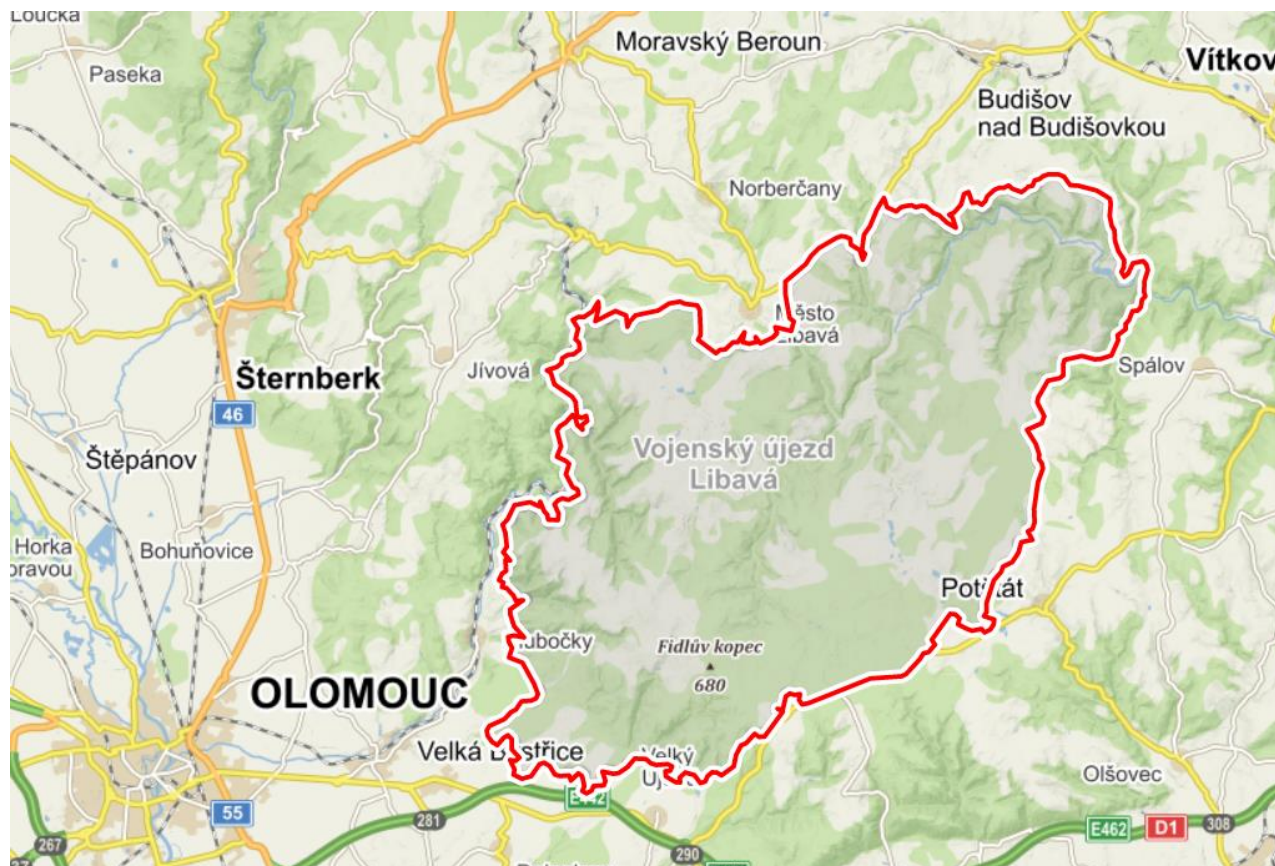 Loučka
Moravský Beroun
Vítkov
Paseka
Budišov
nad Budišovkou
Norberčany
Město
Libavá
Spálov
Jívová
Šternberk
46
Vojenský újezd
Libavá
Štěpánov
Horka
Bohuňovice
Potštát
Fidlův kopec
680
OLOMOUC
Velká Bystřice
Velký
Újezd
Olšovec
55
E442
281
E462
D1
308
267
290